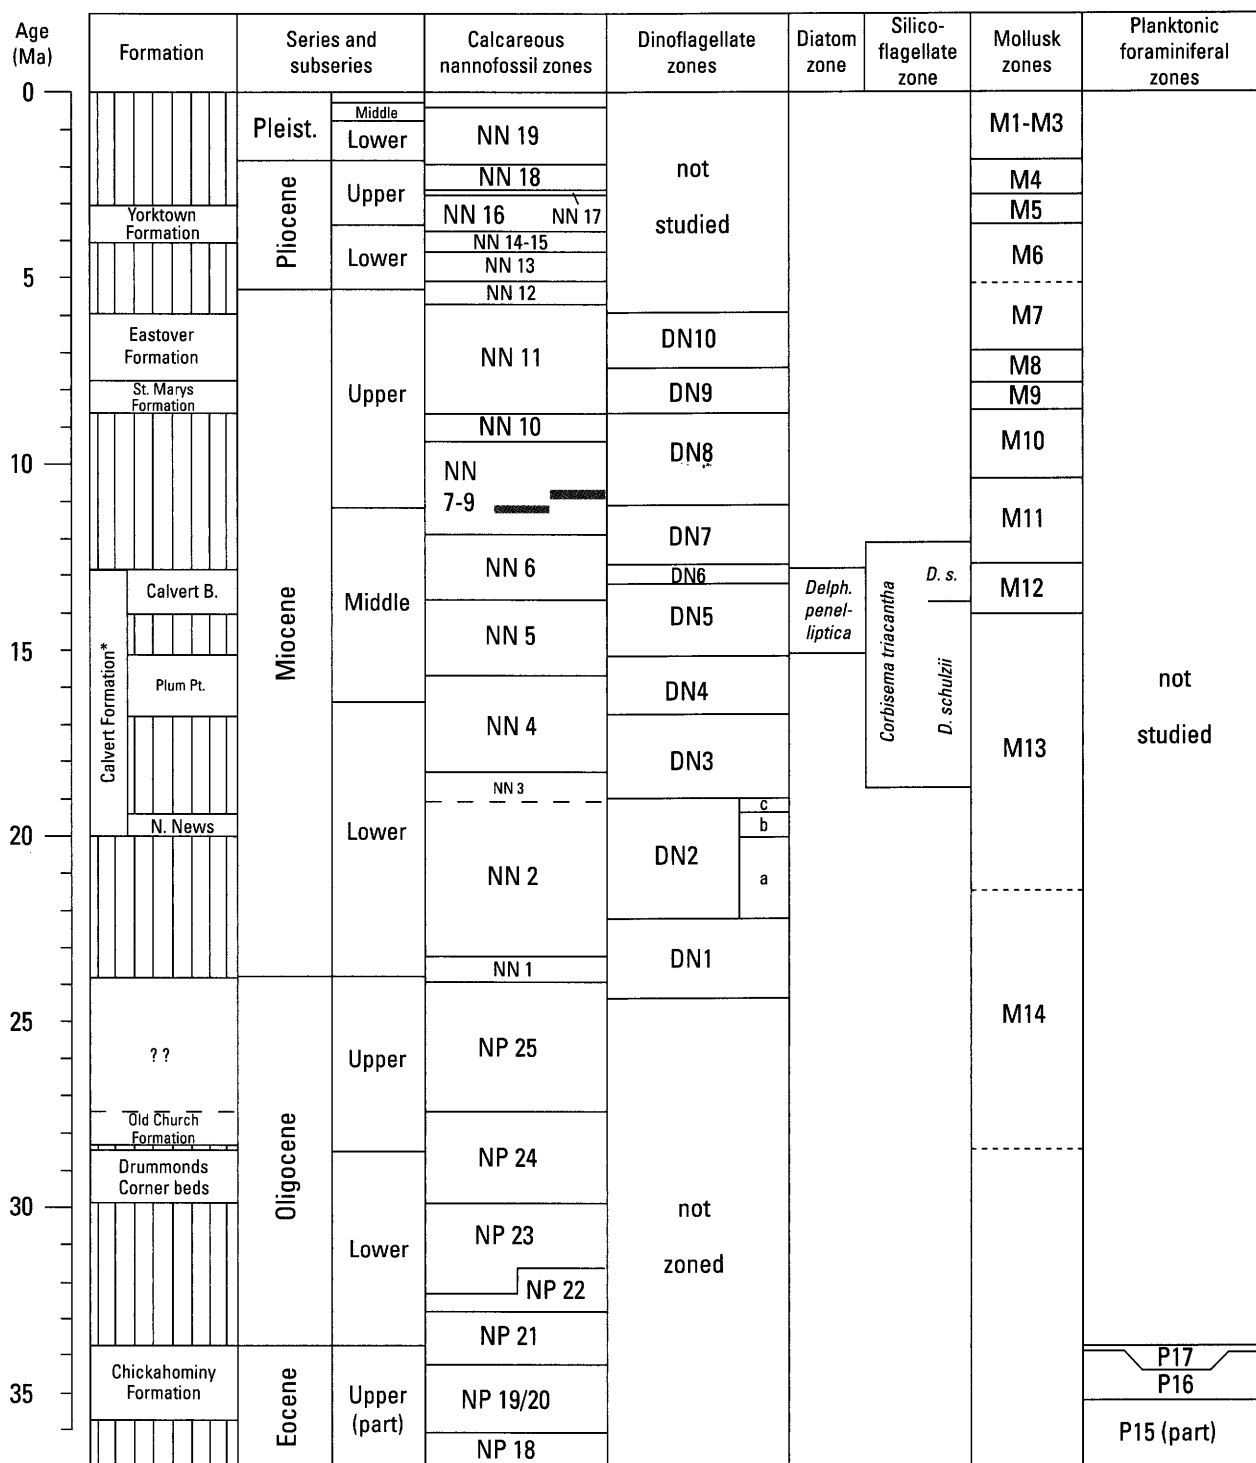 Age
(Ma)
Formation
Series and
subseries
Calcareous
nannofossil zones
Dinoflagellate
zones
Diatom
zone
Silico-
flagellate
zone
Mollusk
zones
Planktonic
foraminiferal
zones
0
5
10
15
20
25
30
35
Yorktown
Formation
Eastover
Formation
St. Marys
Formation
Calvert Formation*
Calvert B.
Plum Pt.
N. News
? ?
Old Church
Formation
Drummonds
Corner beds
Chickahominy
Formation
Pleist.
Pliocene
Miocene
Oligocene
Eocene
Middle
Lower
Upper
Lower
Upper
Middle
Lower
Upper
Lower
Upper
(part)
NN 19
NN 18
NN 16
NN 17
NN 14-15
NN 13
NN 12
NN 11
NN 10
NN
7-9
NN 6
NN 5
NN 4
NN 3
NN 2
NN 1
NP 25
NP 24
NP 23
NP 22
NP 21
NP 19/20
NP 18
not
studied
DN10
DN9
DN8
DN7
DN6
DN5
DN4
DN3
DN2
c
b
a
DN1
not
zoned
Delph.
penel-
liptica
Corbisema triacantha
D. s.
D. schulzii
M1-M3
M4
M5
M6
M7
M8
M9
M10
M11
M12
M13
M14
not
studied
P17
P16
P15 (part)